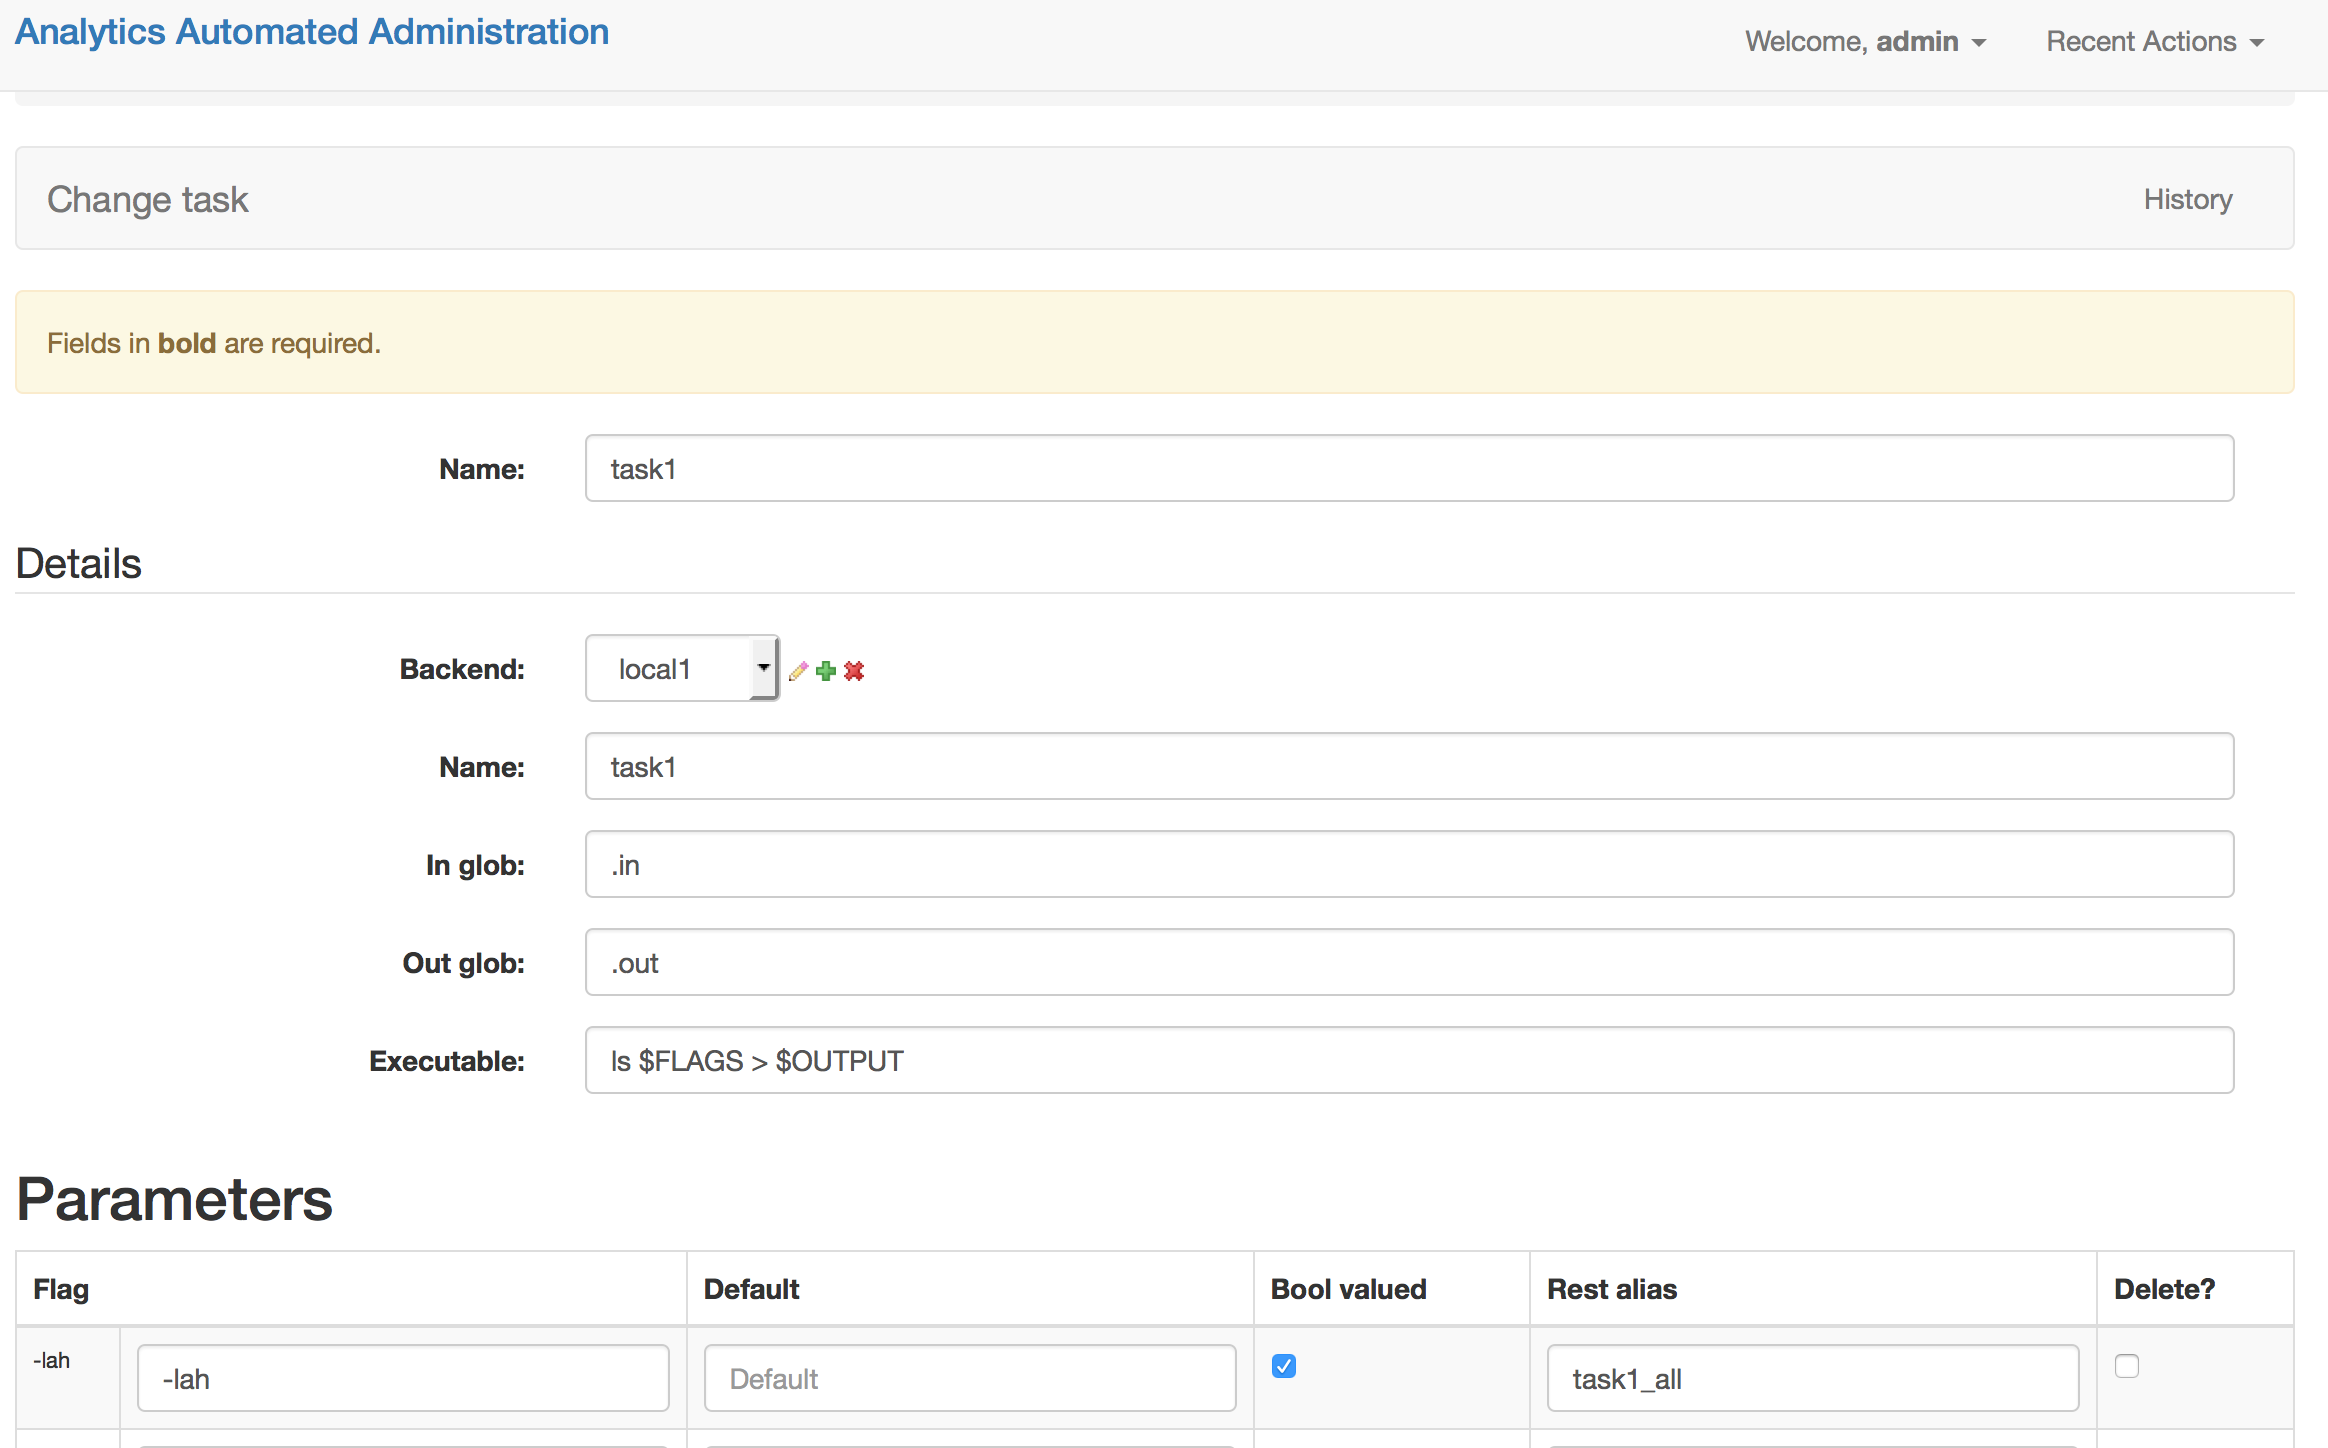 Analytics Automated Administration
Welcome, admin
Recent Actions
Change task
History
Fields in bold are required.
Name: task1
Details
Backend: local1
Name: task1
In glob: .in
Out glob: .out
Executable: ls $FLAGS > $OUTPUT
Parameters
Flag Default Bool valued Rest alias Delete?
-lah -lah Default task1_all